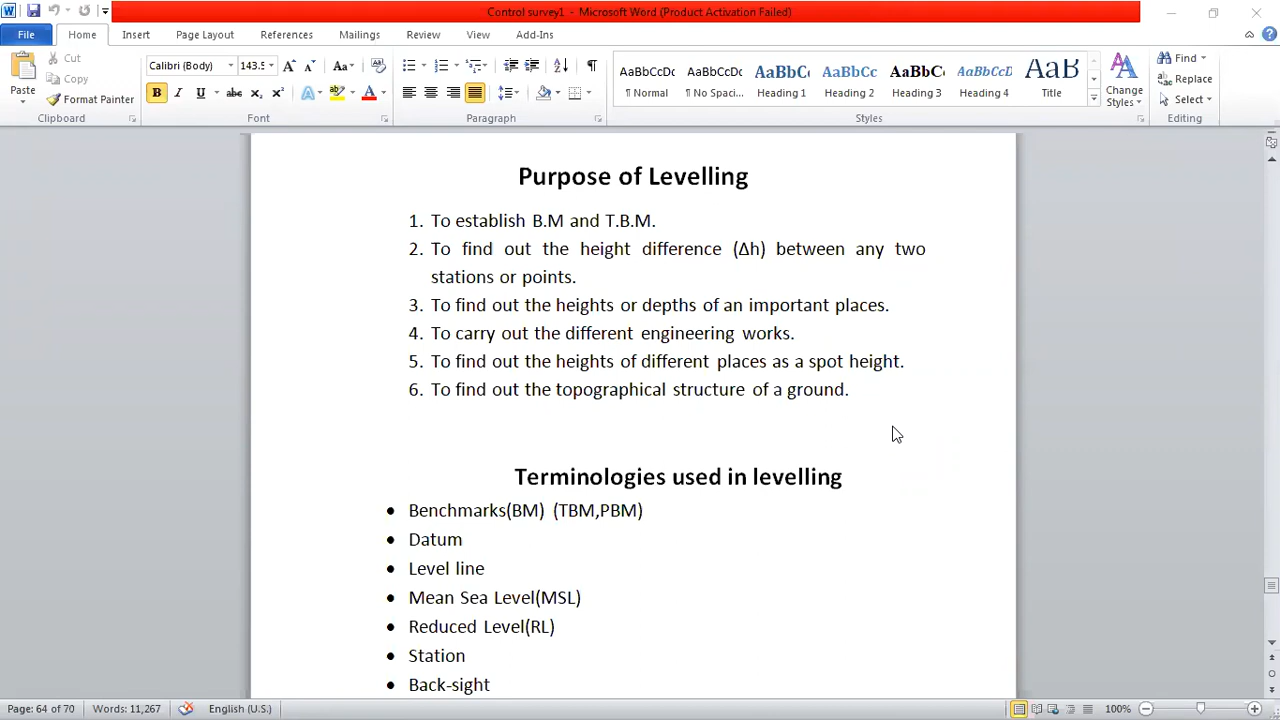 Control survey1 - Microsoft Word (Product Activation Failed)
File Home Insert Page Layout References Mailings Review View Add-Ins
Paste
Cut
Copy
Format Painter
Clipboard
Calibri (Body) 143.5
Font
Paragraph
AaBbCcDc AaBbCcDc AaBbC AaBbCc AaBbC AaBbCcD AaB
¶ Normal ¶ No Spaci... Heading 1 Heading 2 Heading 3 Heading 4 Title
Change
Styles
Styles
Find
Replace
Select
Editing
Purpose of Levelling
1. To establish B.M and T.B.M.
2. To find out the height difference (Δh) between any two
stations or points.
3. To find out the heights or depths of an important places.
4. To carry out the different engineering works.
5. To find out the heights of different places as a spot height.
6. To find out the topographical structure of a ground.
Terminologies used in levelling
• Benchmarks(BM) (TBM,PBM)
• Datum
• Level line
• Mean Sea Level(MSL)
• Reduced Level(RL)
• Station
• Back-sight
Page: 64 of 70 Words: 11,267 English (U.S.) 100%